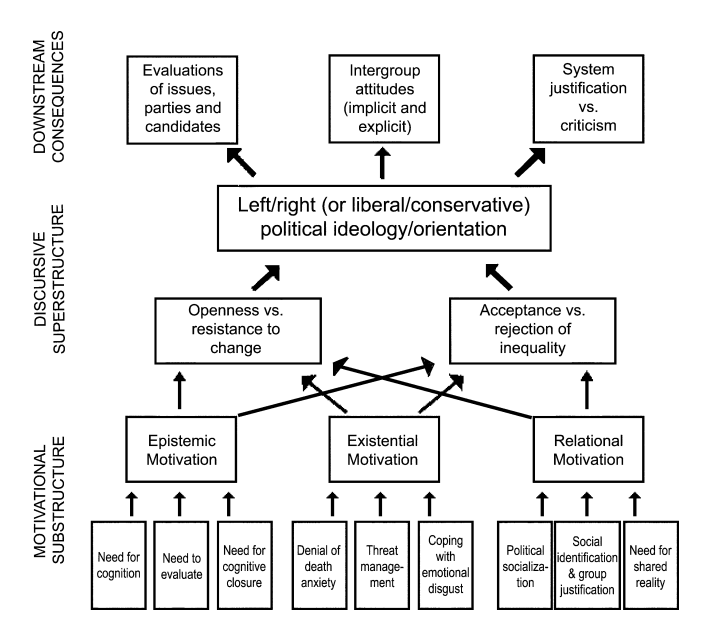 DOWNSTREAM
CONSEQUENCES
Evaluations
of issues,
parties and
candidates
Intergroup
attitudes
(implicit and
explicit)
System
justification
vs.
criticism
DISCURSIVE
SUPERSTRUCTURE
Left/right (or liberal/conservative)
political ideology/orientation
Openness vs.
resistance to
change
Acceptance vs.
rejection of
inequality
MOTIVATIONAL
SUBSTRUCTURE
Epistemic
Motivation
Existential
Motivation
Relational
Motivation
Need for
cognition
Need to
evaluate
Need for
cognitive
closure
Denial of
death
anxiety
Threat
manage-
ment
Coping
with
emotional
disgust
Political
socializa-
tion
Social
identification
& group
justification
Need for
shared
reality